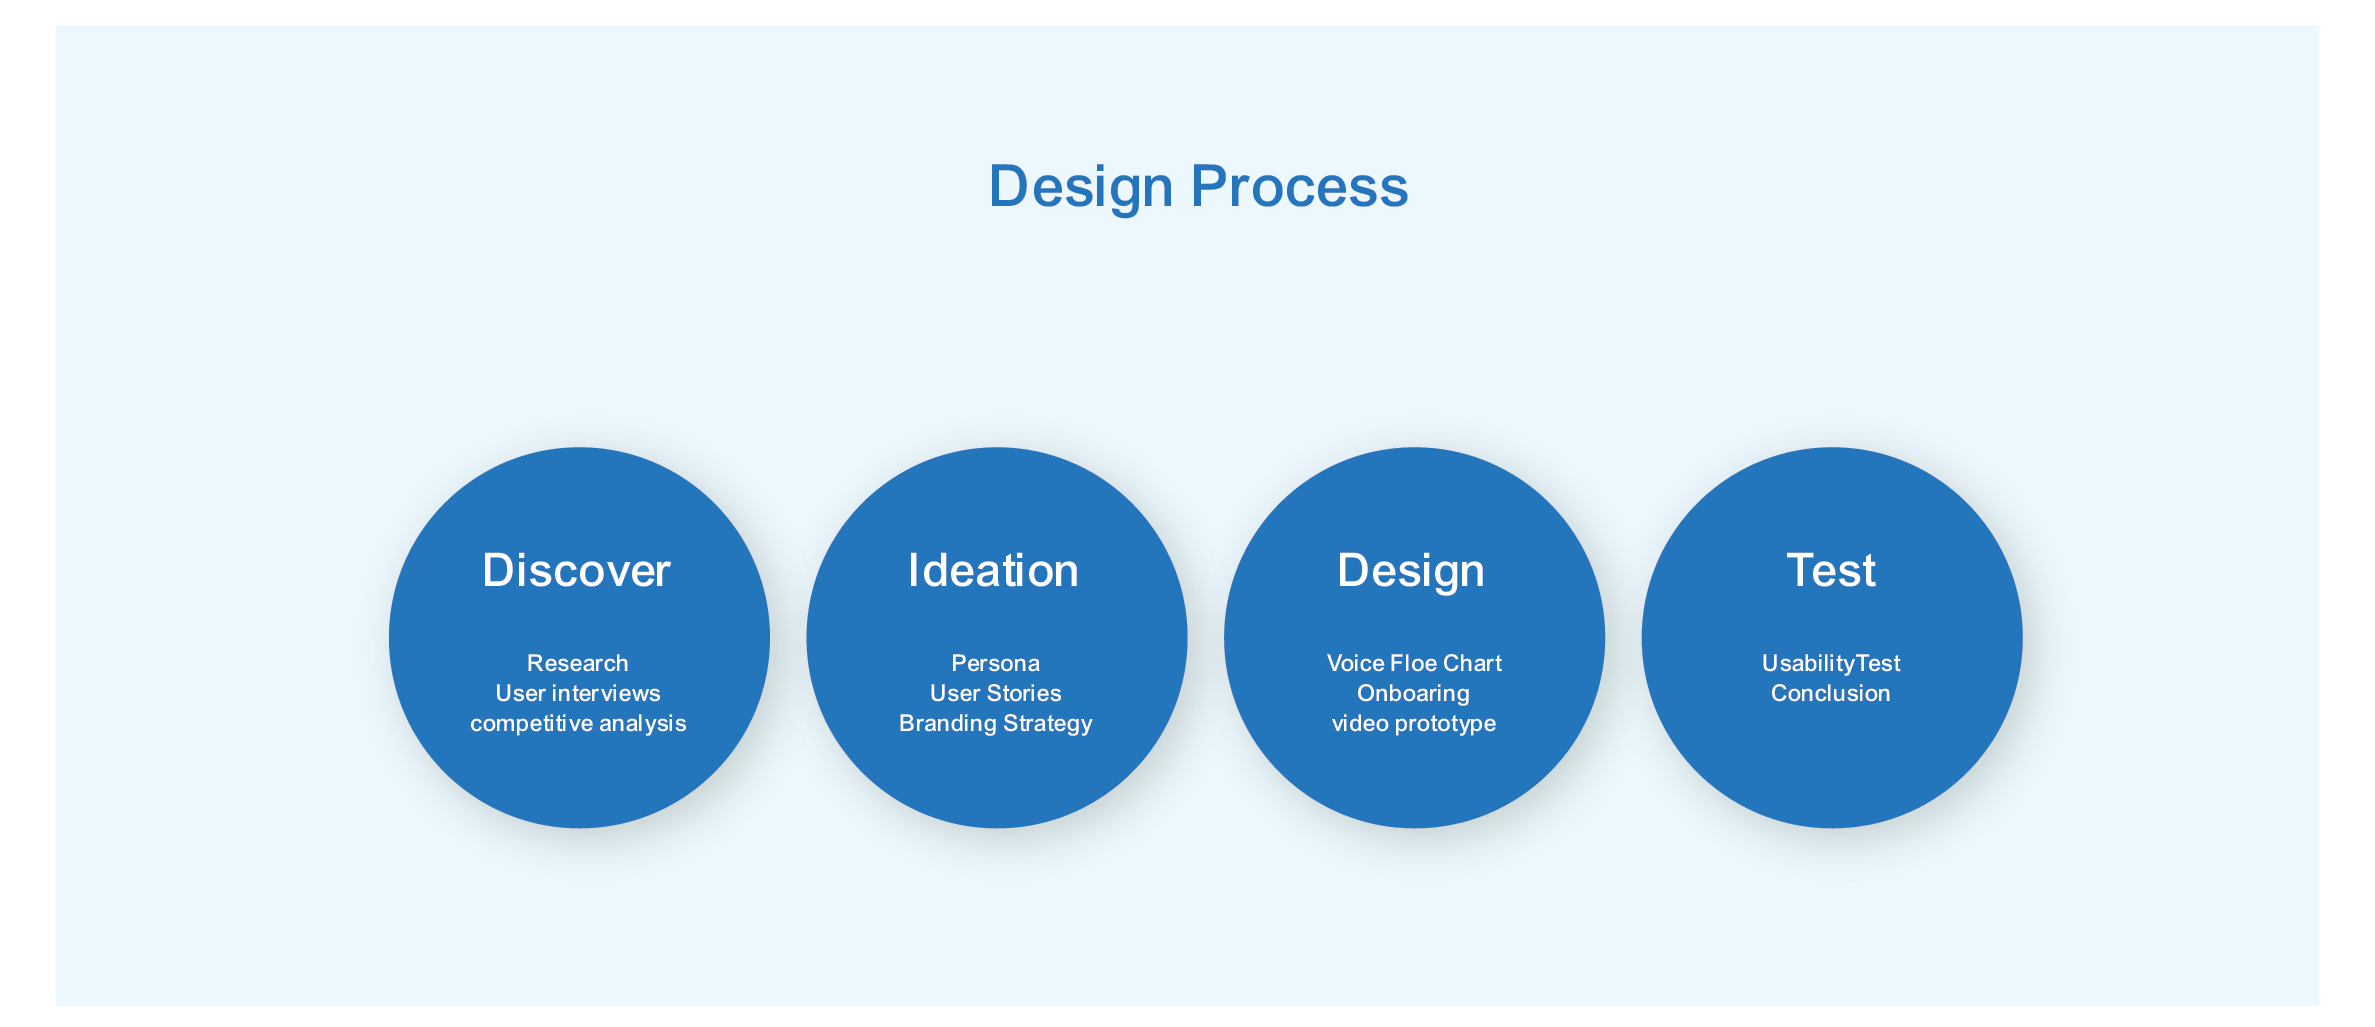 Design Process
Discover
Research
User interviews
competitive analysis
Ideation
Persona
User Stories
Branding Strategy
Design
Voice Floe Chart
Onboaring
video prototype
Test
UsabilityTest
Conclusion